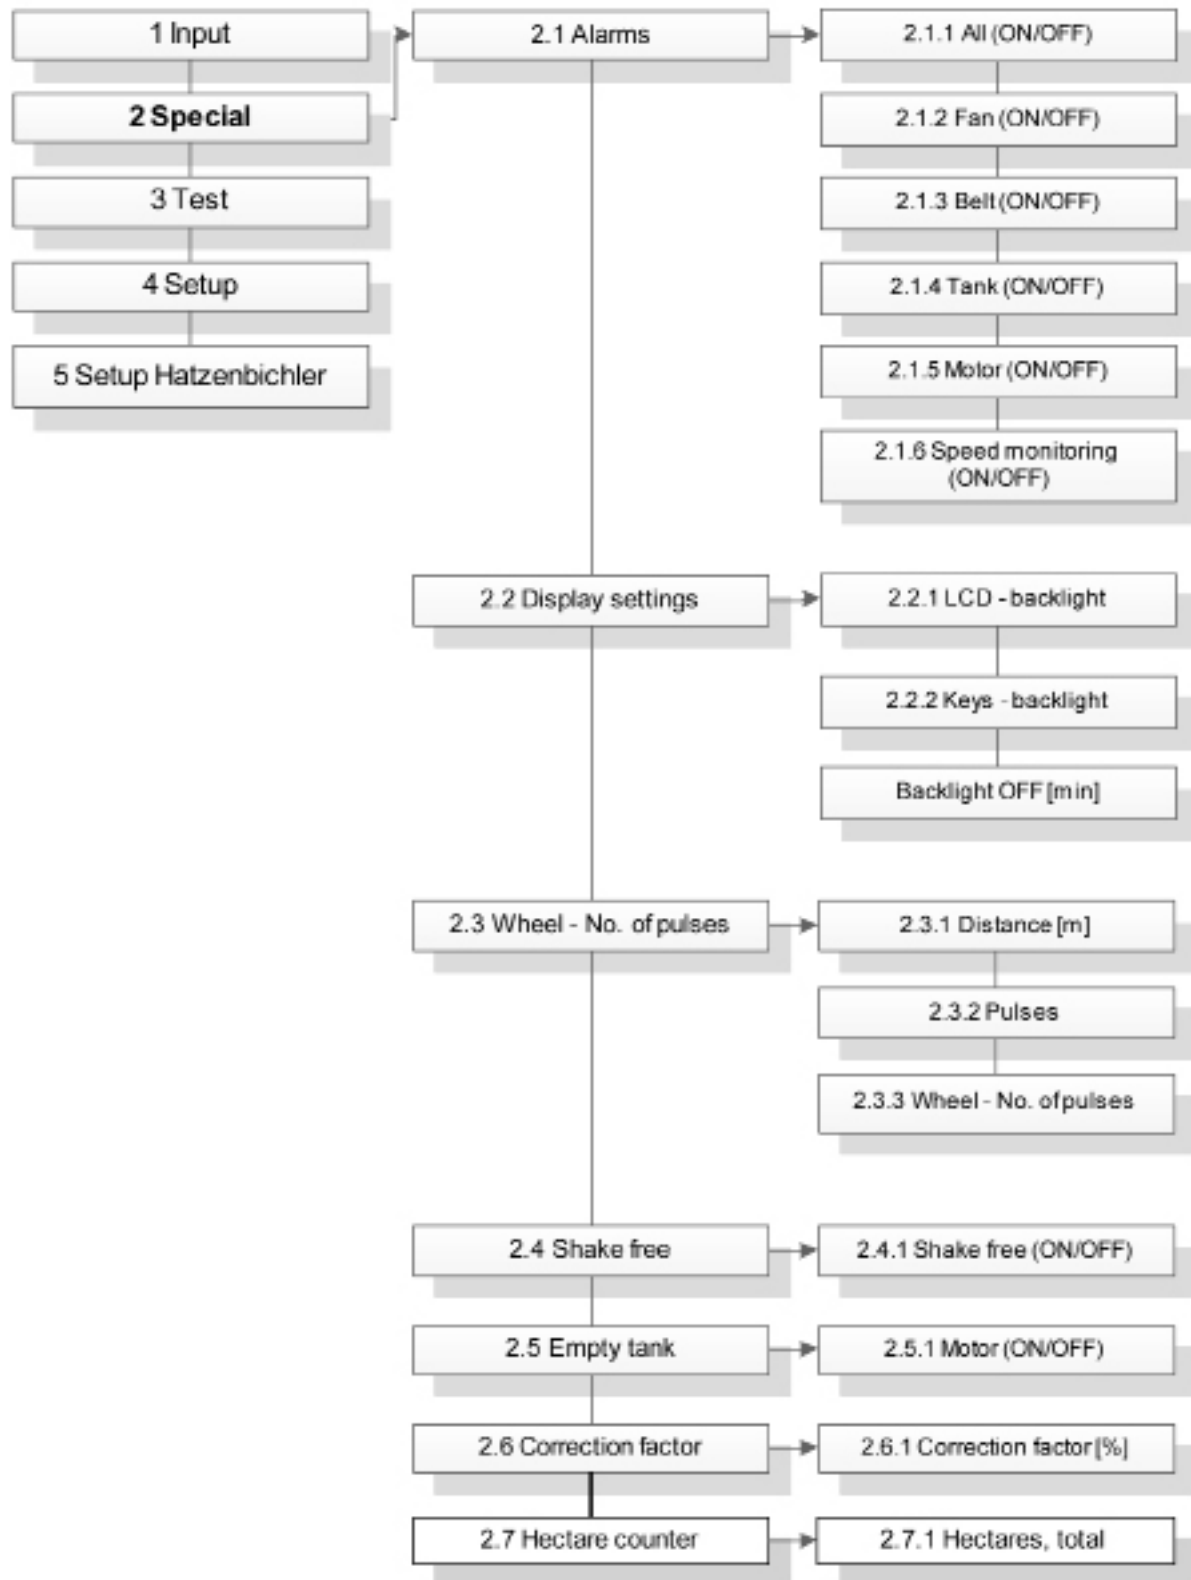 1 Input
2 Special
3 Test
4 Setup
5 Setup Hatzenbichler
2.1 Alarms
2.1.1 All (ON/OFF)
2.1.2 Fan (ON/OFF)
2.1.3 Belt (ON/OFF)
2.1.4 Tank (ON/OFF)
2.1.5 Motor (ON/OFF)
2.1.6 Speed monitoring
(ON/OFF)
2.2 Display settings
2.2.1 LCD - backlight
2.2.2 Keys - backlight
Backlight OFF [min]
2.3 Wheel - No. of pulses
2.3.1 Distance [m]
2.3.2 Pulses
2.3.3 Wheel - No. of pulses
2.4 Shake free
2.4.1 Shake free (ON/OFF)
2.5 Empty tank
2.5.1 Motor (ON/OFF)
2.6 Correction factor
2.6.1 Correction factor [%]
2.7 Hectare counter
2.7.1 Hectares, total